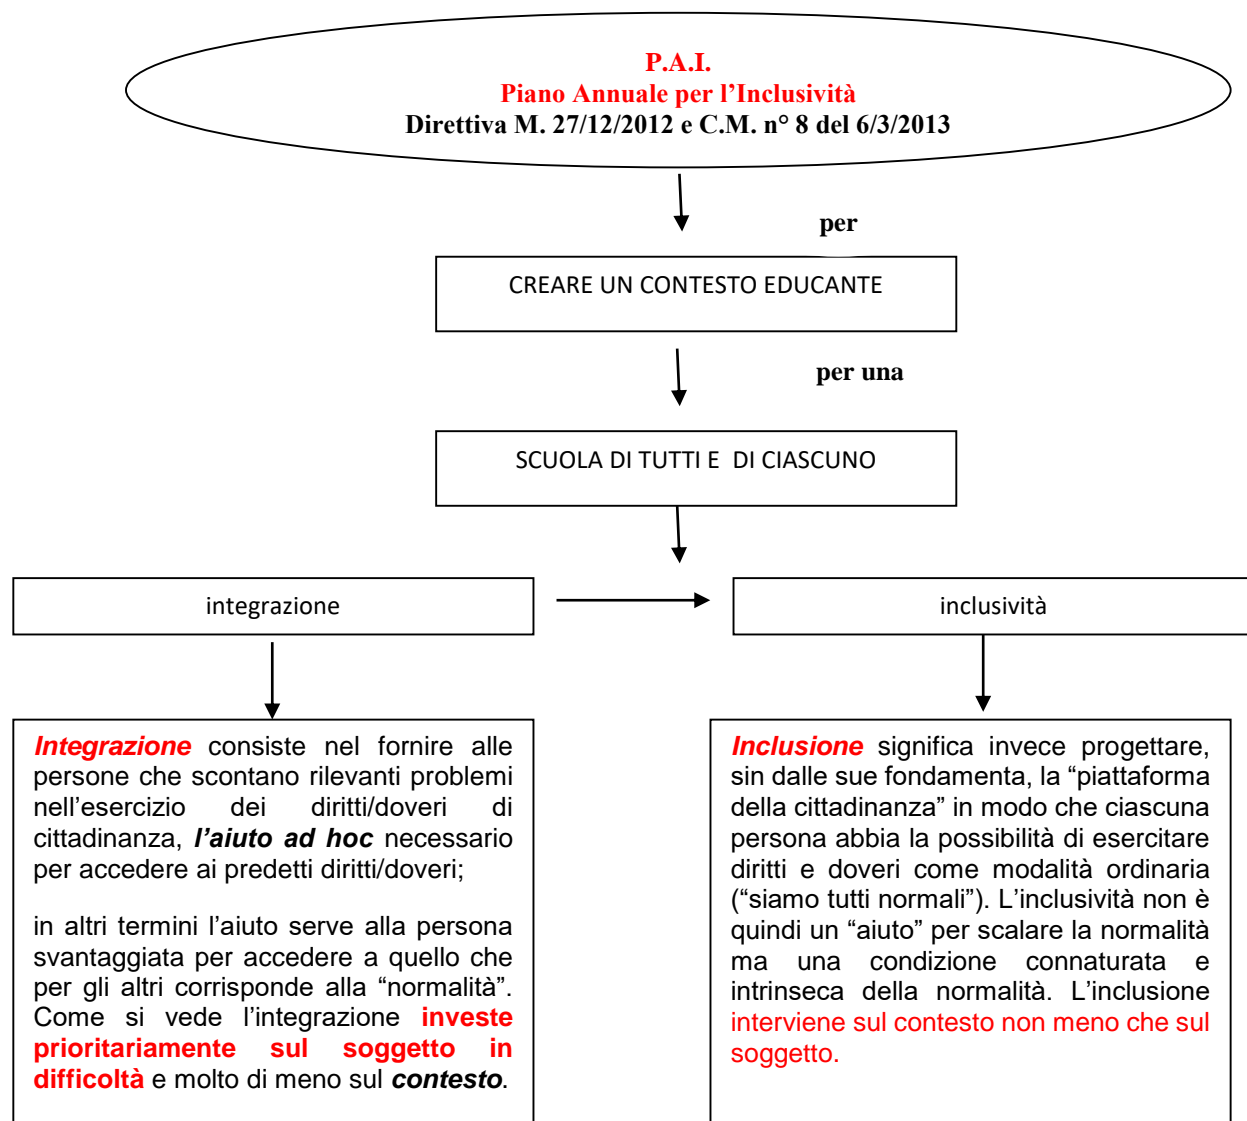 P.A.I.
Piano Annuale per l’Inclusività
Direttiva M. 27/12/2012 e C.M. n° 8 del 6/3/2013
per
CREARE UN CONTESTO EDUCANTE
per una
SCUOLA DI TUTTI E DI CIASCUNO
integrazione
inclusività
Integrazione consiste nel fornire alle
persone che scontano rilevanti problemi
nell’esercizio dei diritti/doveri di
cittadinanza, l’aiuto ad hoc necessario
per accedere ai predetti diritti/doveri;
in altri termini l’aiuto serve alla persona
svantaggiata per accedere a quello che
per gli altri corrisponde alla “normalità”.
Come si vede l’integrazione investe
prioritariamente sul soggetto in
difficoltà e molto di meno sul contesto.
Inclusione significa invece progettare,
sin dalle sue fondamenta, la “piattaforma
della cittadinanza” in modo che ciascuna
persona abbia la possibilità di esercitare
diritti e doveri come modalità ordinaria
(“siamo tutti normali”). L’inclusività non è
quindi un “aiuto” per scalare la normalità
ma una condizione connaturata e
intrinseca della normalità. L’inclusione
interviene sul contesto non meno che sul
soggetto.